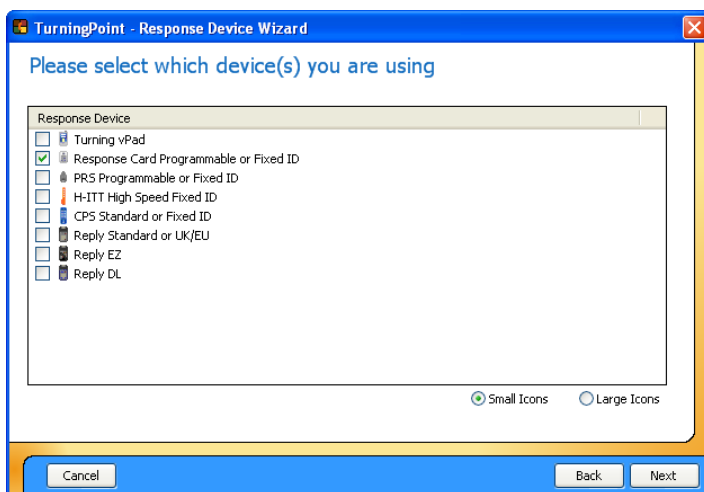 TurningPoint - Response Device Wizard
Please select which device(s) you are using
Response Device
Turning vPad
Response Card Programmable or Fixed ID
PRS Programmable or Fixed ID
H-ITT High Speed Fixed ID
CPS Standard or Fixed ID
Reply Standard or UK/EU
Reply EZ
Reply DL
Small Icons Large Icons
Cancel Back Next